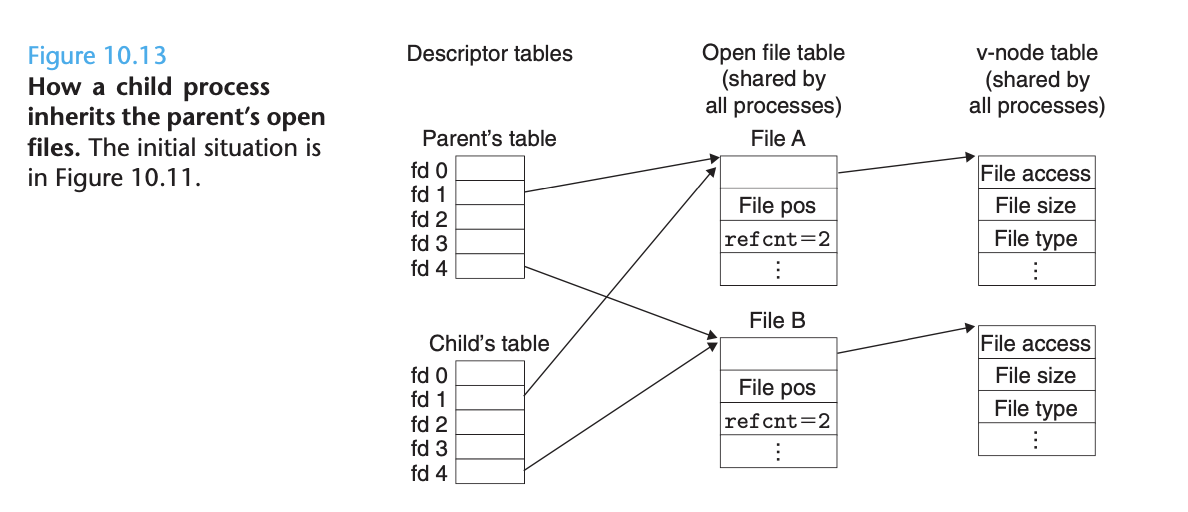 Figure 10.13
How a child process
inherits the parent's open
files. The initial situation is
in Figure 10.11.
Descriptor tables
Open file table
(shared by
all processes)
v-node table
(shared by
all processes)
Parent's table
fd 0
fd 1
fd 2
fd 3
fd 4
File A
File pos
refcnt=2
⋮
File access
File size
File type
⋮
Child's table
fd 0
fd 1
fd 2
fd 3
fd 4
File B
File pos
refcnt=2
⋮
File access
File size
File type
⋮